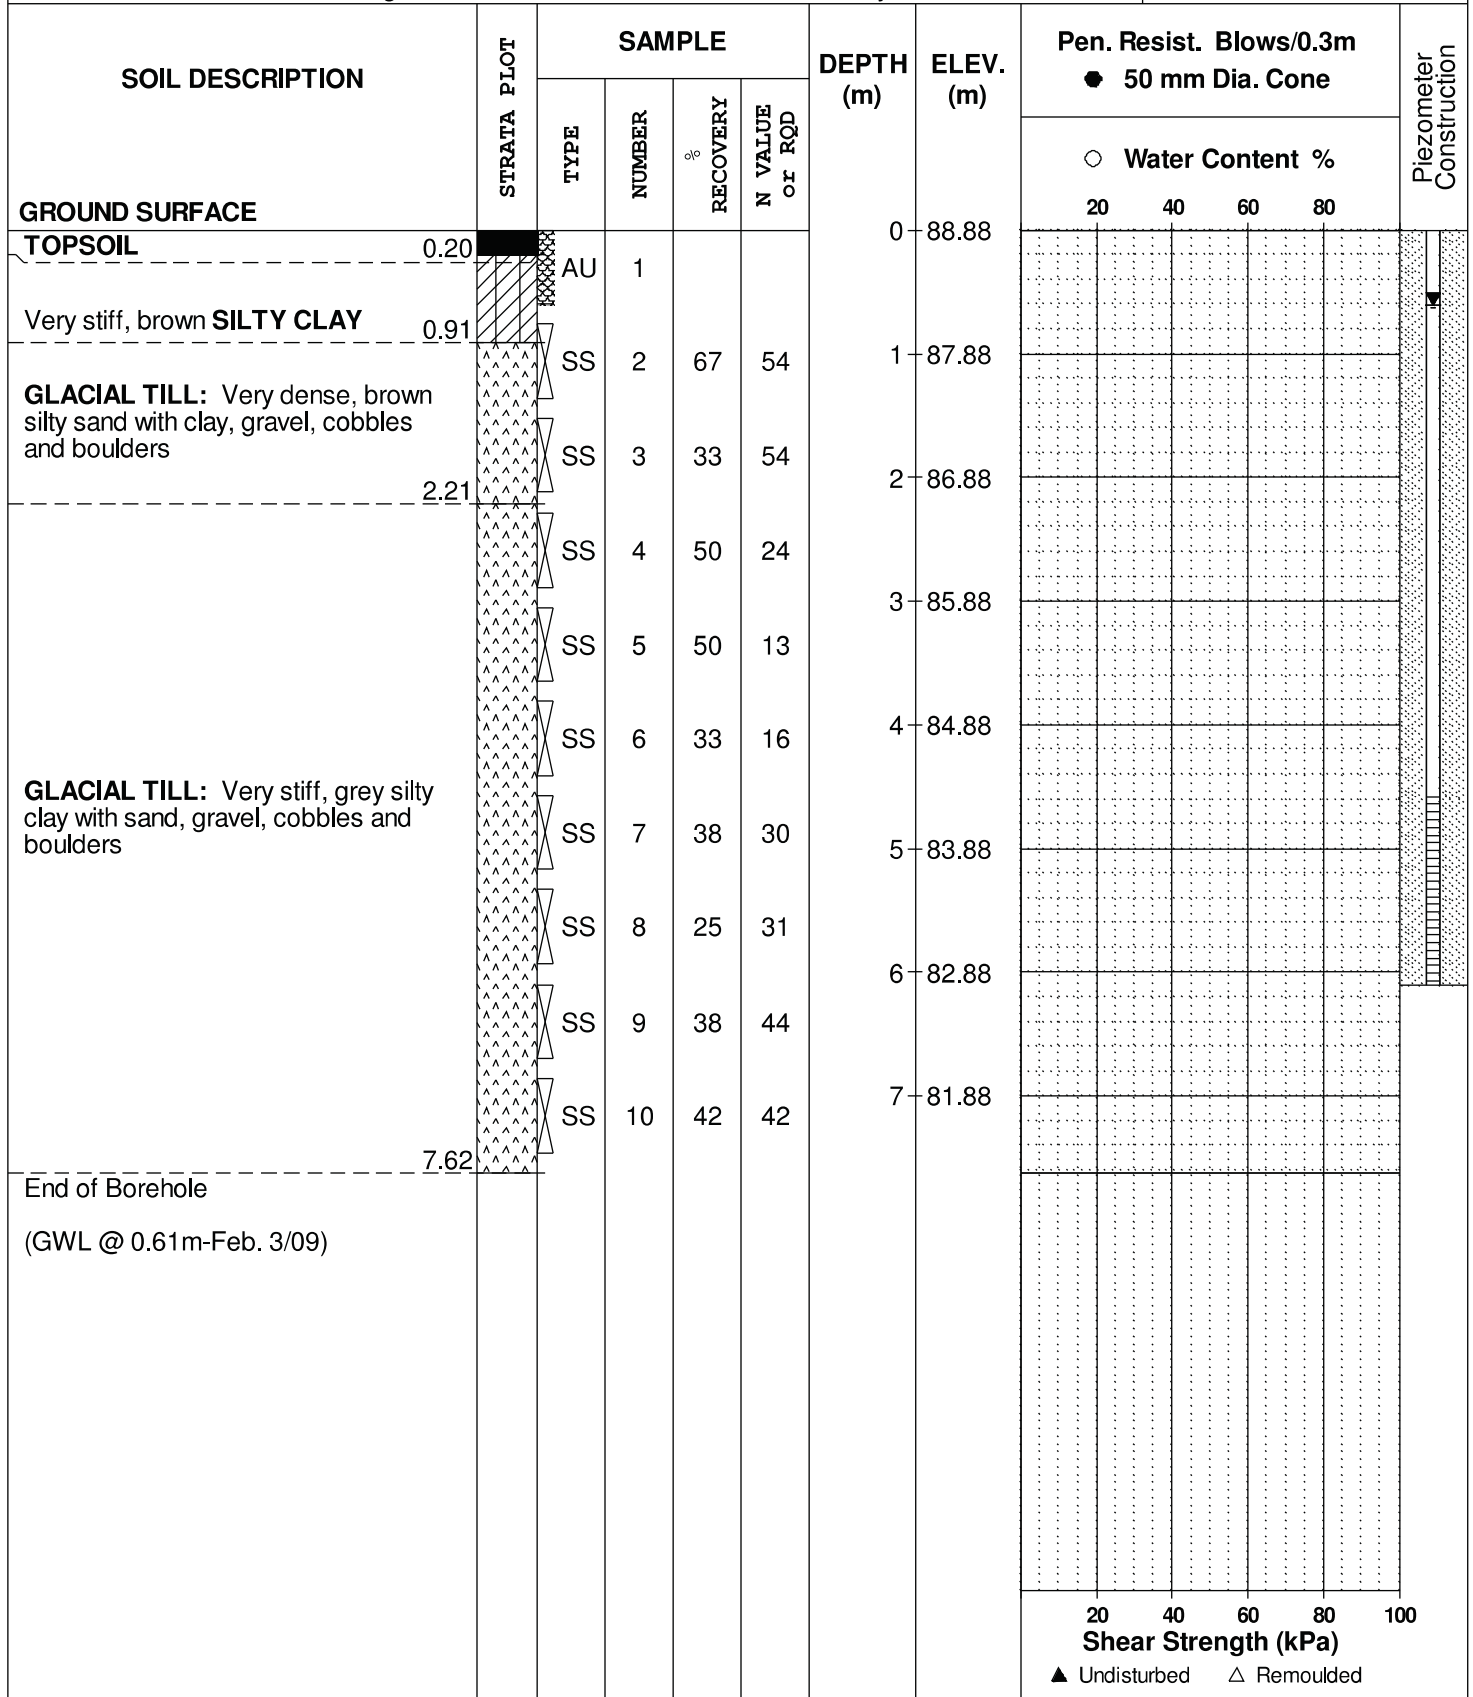 SOIL DESCRIPTION
STRATA PLOT
SAMPLE
TYPE
NUMBER
% RECOVERY
N VALUE or RQD
DEPTH (m)
ELEV. (m)
Pen. Resist. Blows/0.3m
● 50 mm Dia. Cone
○ Water Content %
20 40 60 80
Piezometer Construction
GROUND SURFACE
0 88.88
TOPSOIL 0.20
AU 1
Very stiff, brown SILTY CLAY 0.91
SS 2 67 54
1 87.88
GLACIAL TILL: Very dense, brown
silty sand with clay, gravel, cobbles
and boulders
SS 3 33 54
2 86.88
2.21
SS 4 50 24
3 85.88
SS 5 50 13
4 84.88
SS 6 33 16
GLACIAL TILL: Very stiff, grey silty
clay with sand, gravel, cobbles and
boulders
SS 7 38 30
5 83.88
SS 8 25 31
6 82.88
SS 9 38 44
7 81.88
SS 10 42 42
7.62
End of Borehole
(GWL @ 0.61m-Feb. 3/09)
20 40 60 80 100
Shear Strength (kPa)
▲ Undisturbed △ Remoulded